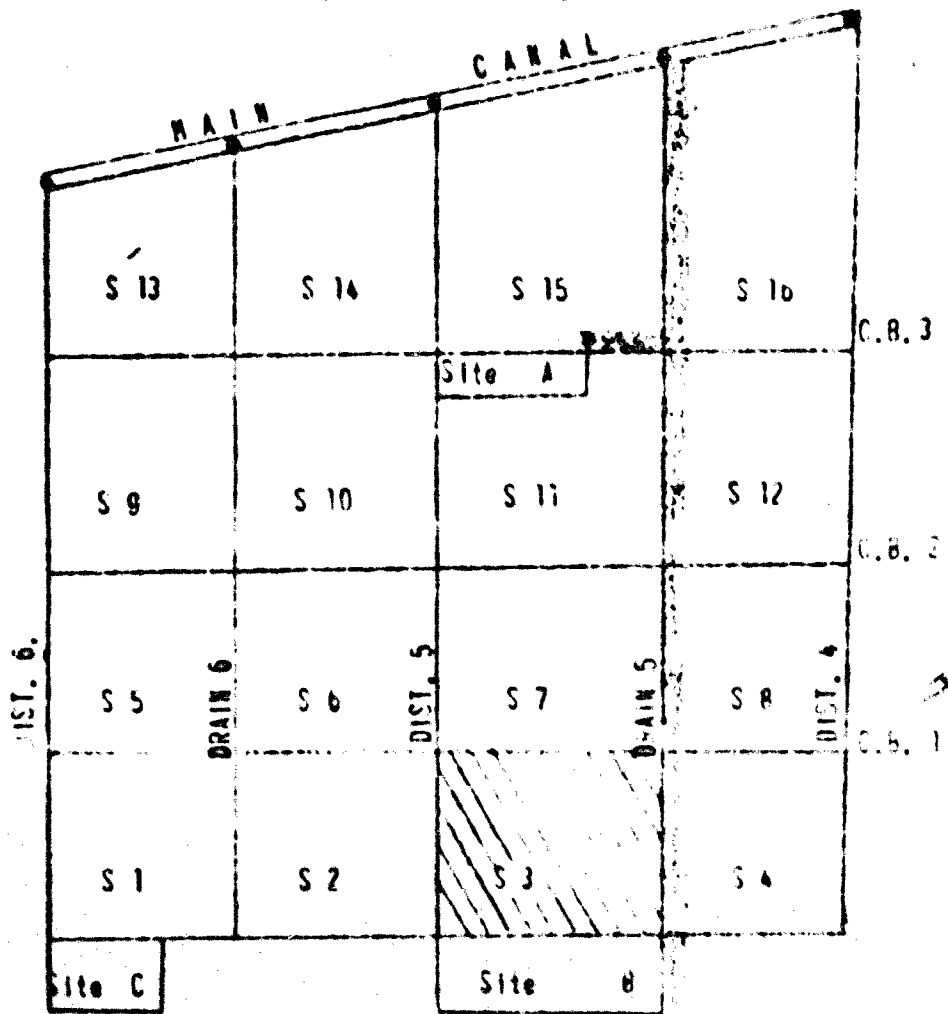 MAIN CANAL
S 13 S 14 S 15 S 16
C.B. 3
Site A
S 9 S 10 S 11 S 12
C.B. 2
DIST. 6.
DRAIN 6
DIST. 5
DRAIN 5
DIST. 4
S 5 S 6 S 7 S 8
C.B. 1
S 1 S 2 S 3 S 4
Site C Site B